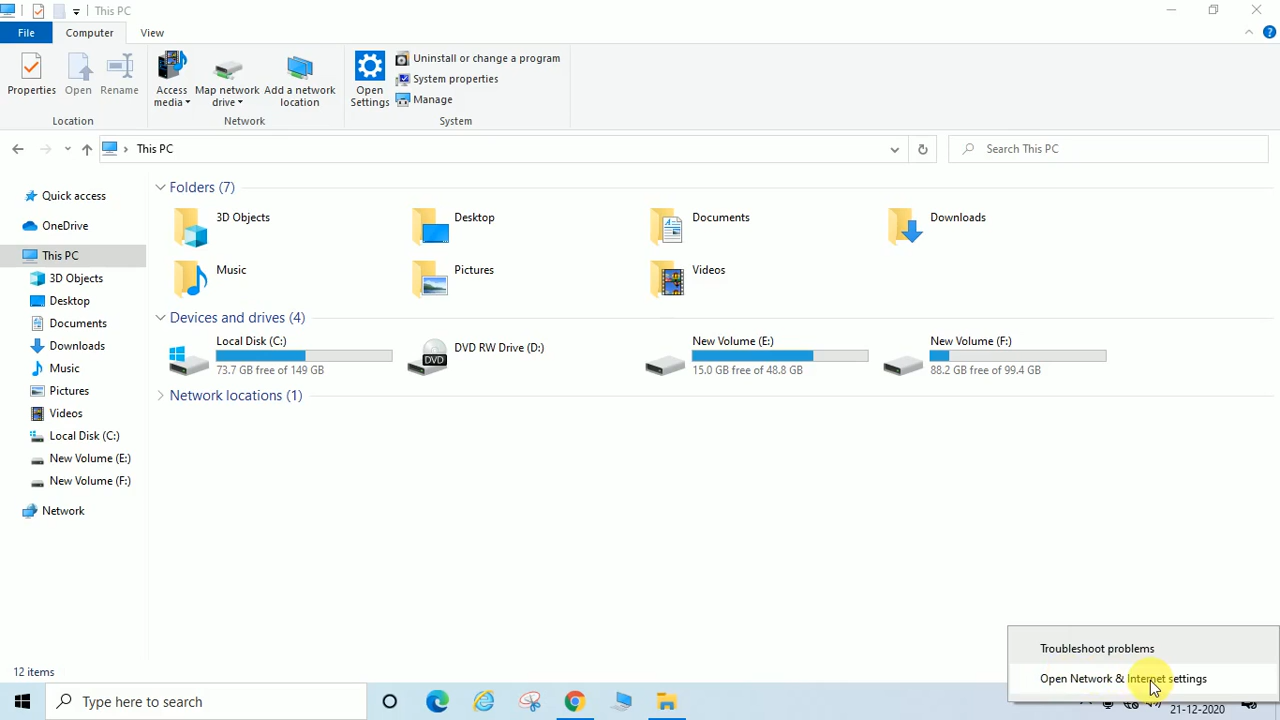 This PC
File Computer View
Properties Open Rename
Location
Access media
Map network drive
Add a network location
Network
Open Settings
Uninstall or change a program
System properties
Manage
System
This PC
Search This PC
Quick access
OneDrive
This PC
3D Objects
Desktop
Documents
Downloads
Music
Pictures
Videos
Local Disk (C:)
New Volume (E:)
New Volume (F:)
Network
Folders (7)
3D Objects Desktop Documents Downloads
Music Pictures Videos
Devices and drives (4)
Local Disk (C:)
73.7 GB free of 149 GB
DVD
DVD RW Drive (D:)
New Volume (E:)
15.0 GB free of 48.8 GB
New Volume (F:)
88.2 GB free of 99.4 GB
Network locations (1)
Troubleshoot problems
Open Network & Internet settings
12 items
Type here to search
21-12-2020